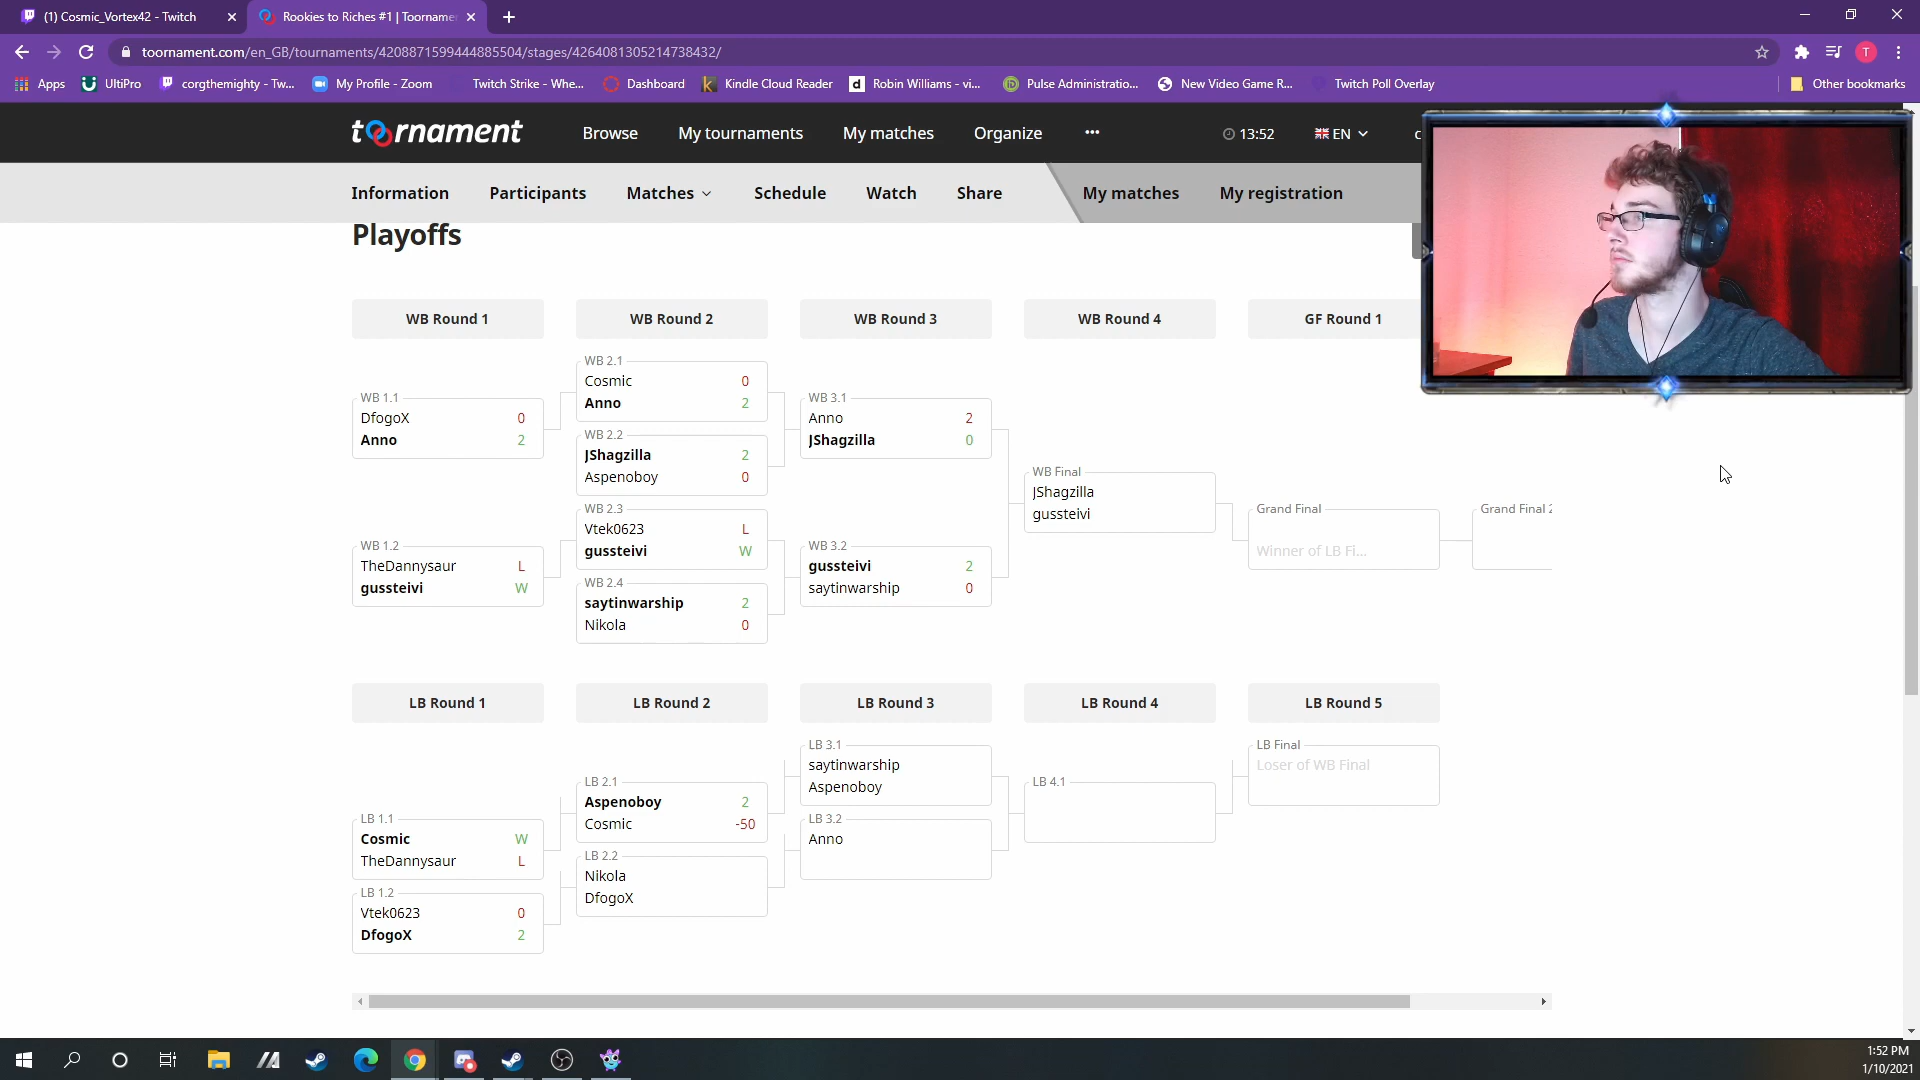 (1) Cosmic_Vortex42 - Twitch
Rookies to Riches #1 | Toorname
toornament.com/en_GB/tournaments/4208871599444885504/stages/4264081305214738432/
T
Apps
UltiPro
corgthemighty - Tw...
My Profile - Zoom
Twitch Strike - Whe...
Dashboard
Kindle Cloud Reader
Robin Williams - vi...
Pulse Administratio...
New Video Game R...
Twitch Poll Overlay
Other bookmarks
toornament
Browse
My tournaments
My matches
Organize
13:52
EN
Information
Participants
Matches
Schedule
Watch
Share
My matches
My registration
Playoffs
WB Round 1
WB Round 2
WB Round 3
WB Round 4
GF Round 1
WB 1.1
DfogoX 0
Anno 2
WB 1.2
TheDannysaur L
gussteivi W
WB 2.1
Cosmic 0
Anno 2
WB 2.2
JShagzilla 2
Aspenoboy 0
WB 2.3
Vtek0623 L
gussteivi W
WB 2.4
saytinwarship 2
Nikola 0
WB 3.1
Anno 2
JShagzilla 0
WB 3.2
gussteivi 2
saytinwarship 0
WB Final
JShagzilla
gussteivi
Grand Final
Winner of LB Fi...
Grand Final 2
LB Round 1
LB Round 2
LB Round 3
LB Round 4
LB Round 5
LB 1.1
Cosmic W
TheDannysaur L
LB 1.2
Vtek0623 0
DfogoX 2
LB 2.1
Aspenoboy 2
Cosmic -50
LB 2.2
Nikola
DfogoX
LB 3.1
saytinwarship
Aspenoboy
LB 3.2
Anno
LB 4.1
LB Final
Loser of WB Final
1:52 PM
1/10/2021